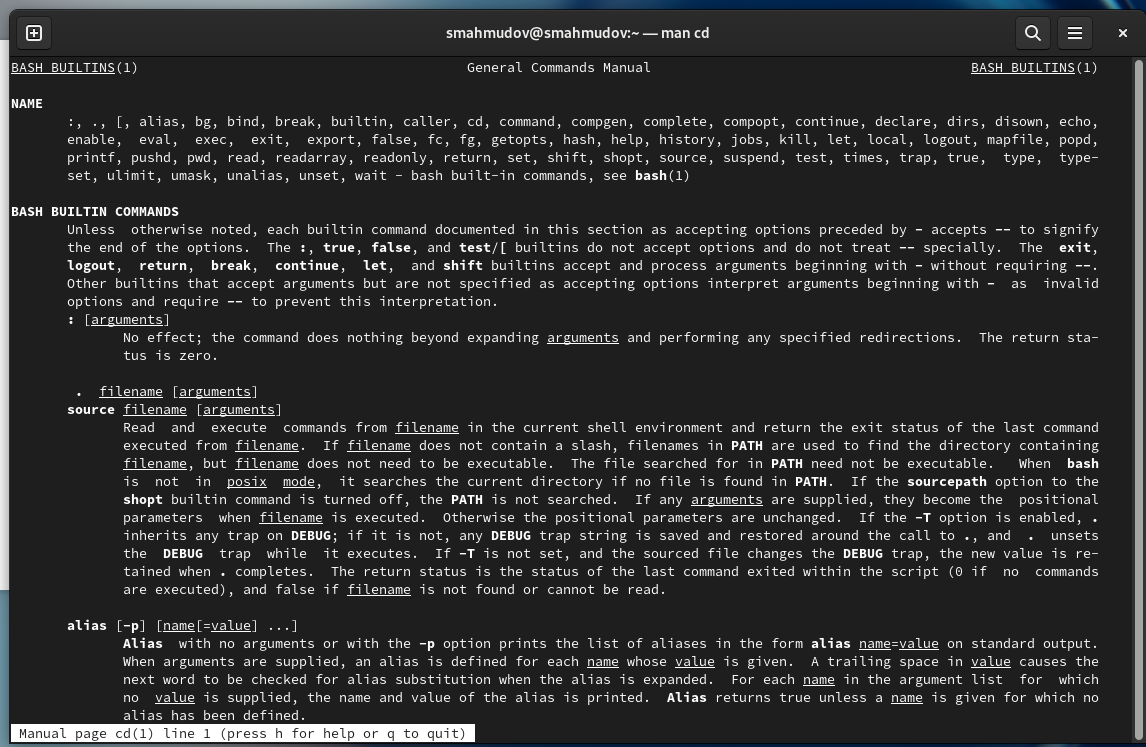 smahmudov@smahmudov:~ — man cd
BASH BUILTINS(1) General Commands Manual BASH BUILTINS(1)
NAME
:, ., [, alias, bg, bind, break, builtin, caller, cd, command, compgen, complete, compopt, continue, declare, dirs, disown, echo,
enable, eval, exec, exit, export, false, fc, fg, getopts, hash, help, history, jobs, kill, let, local, logout, mapfile, popd,
printf, pushd, pwd, read, readarray, readonly, return, set, shift, shopt, source, suspend, test, times, trap, true, type, type-
set, ulimit, umask, unalias, unset, wait - bash built-in commands, see bash(1)
BASH BUILTIN COMMANDS
Unless otherwise noted, each builtin command documented in this section as accepting options preceded by - accepts -- to signify
the end of the options. The :, true, false, and test/[ builtins do not accept options and do not treat -- specially. The exit,
logout, return, break, continue, let, and shift builtins accept and process arguments beginning with - without requiring --.
Other builtins that accept arguments but are not specified as accepting options interpret arguments beginning with - as invalid
options and require -- to prevent this interpretation.
: [arguments]
No effect; the command does nothing beyond expanding arguments and performing any specified redirections. The return sta-
tus is zero.
. filename [arguments]
source filename [arguments]
Read and execute commands from filename in the current shell environment and return the exit status of the last command
executed from filename. If filename does not contain a slash, filenames in PATH are used to find the directory containing
filename, but filename does not need to be executable. The file searched for in PATH need not be executable. When bash
is not in posix mode, it searches the current directory if no file is found in PATH. If the sourcepath option to the
shopt builtin command is turned off, the PATH is not searched. If any arguments are supplied, they become the positional
parameters when filename is executed. Otherwise the positional parameters are unchanged. If the -T option is enabled, .
inherits any trap on DEBUG; if it is not, any DEBUG trap string is saved and restored around the call to ., and . unsets
the DEBUG trap while it executes. If -T is not set, and the sourced file changes the DEBUG trap, the new value is re-
tained when . completes. The return status is the status of the last command exited within the script (0 if no commands
are executed), and false if filename is not found or cannot be read.
alias [-p] [name[=value] ...]
Alias with no arguments or with the -p option prints the list of aliases in the form alias name=value on standard output.
When arguments are supplied, an alias is defined for each name whose value is given. A trailing space in value causes the
next word to be checked for alias substitution when the alias is expanded. For each name in the argument list for which
no value is supplied, the name and value of the alias is printed. Alias returns true unless a name is given for which no
alias has been defined.
Manual page cd(1) line 1 (press h for help or q to quit)